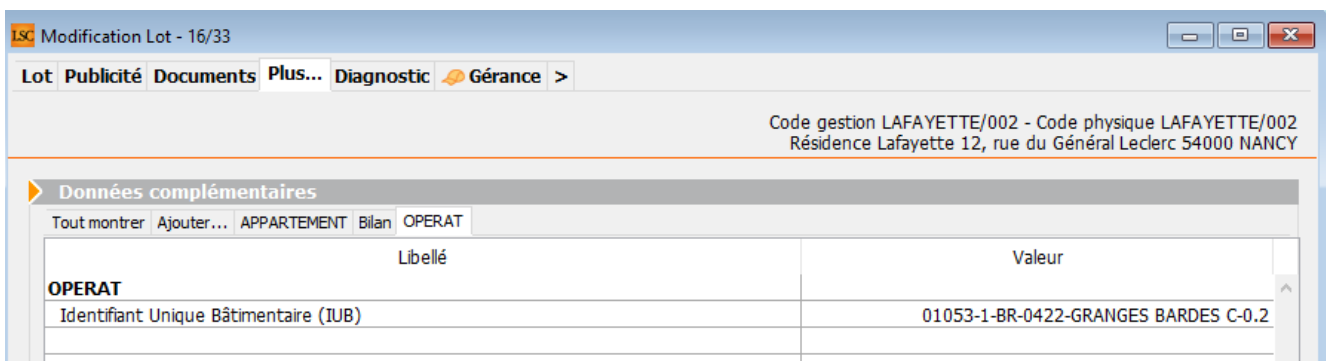 LSC Modification Lot - 16/33
Lot Publicité Documents Plus... Diagnostic Gérance >
Code gestion LAFAYETTE/002 - Code physique LAFAYETTE/002
Résidence Lafayette 12, rue du Général Leclerc 54000 NANCY
Données complémentaires
Tout montrer Ajouter... APPARTEMENT Bilan OPERAT
Libellé Valeur
OPERAT
Identifiant Unique Bâtimentaire (IUB) 01053-1-BR-0422-GRANGES BARDES C-0.2